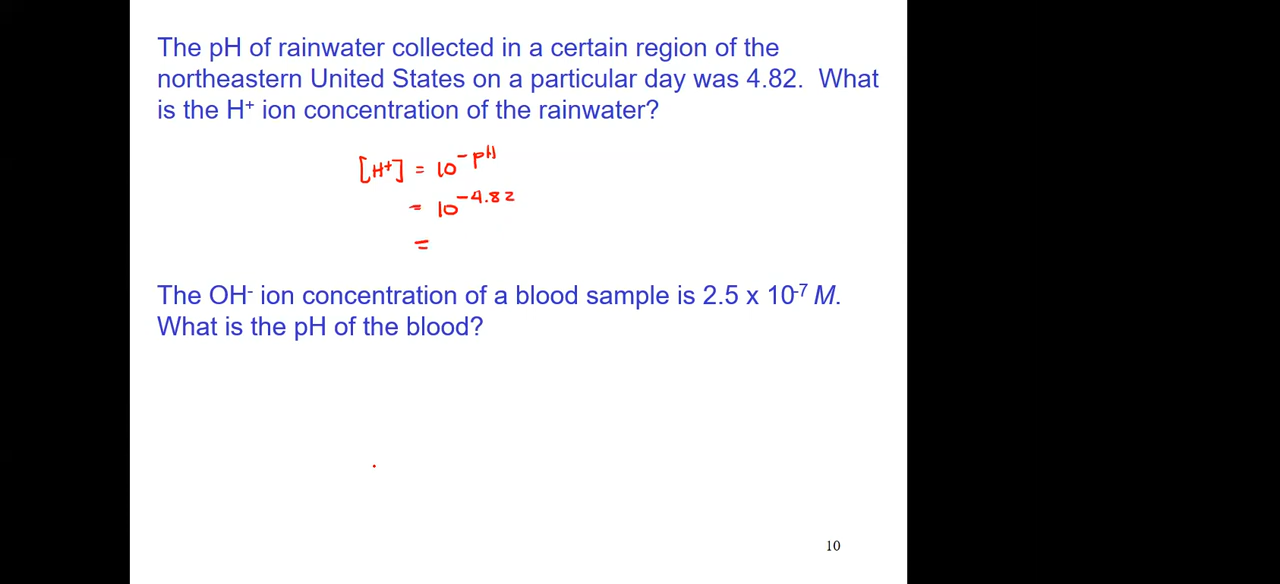 The pH of rainwater collected in a certain region of the
northeastern United States on a particular day was 4.82. What
is the H⁺ ion concentration of the rainwater?
[H⁺] = 10⁻ᵖᴴ
= 10⁻⁴·⁸²
=
The OH⁻ ion concentration of a blood sample is 2.5 x 10⁻⁷ M.
What is the pH of the blood?
10